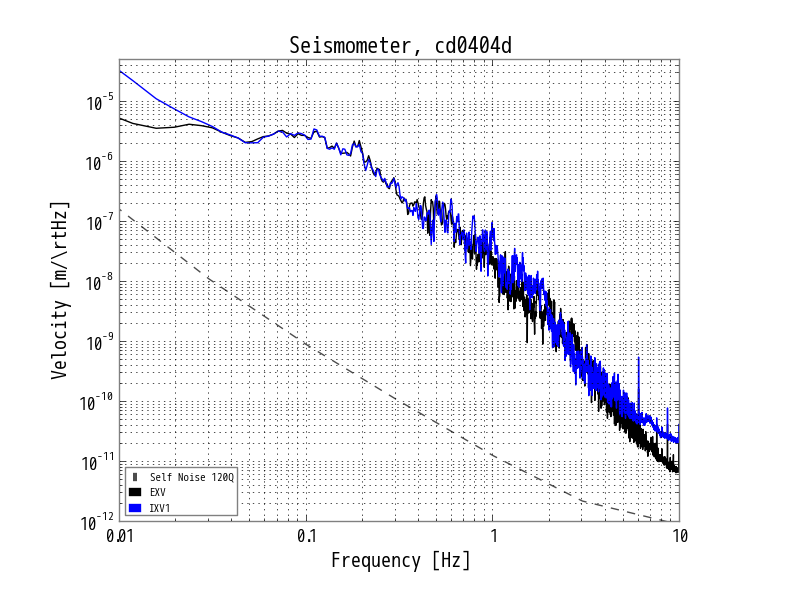 Seismometer, cd0404d
Velocity [m/\rtHz]
10^-5
10^-6
10^-7
10^-8
10^-9
10^-10
10^-11
10^-12
Self Noise 120Q
EXV
IXV1
0.01 0.1 1 10
Frequency [Hz]